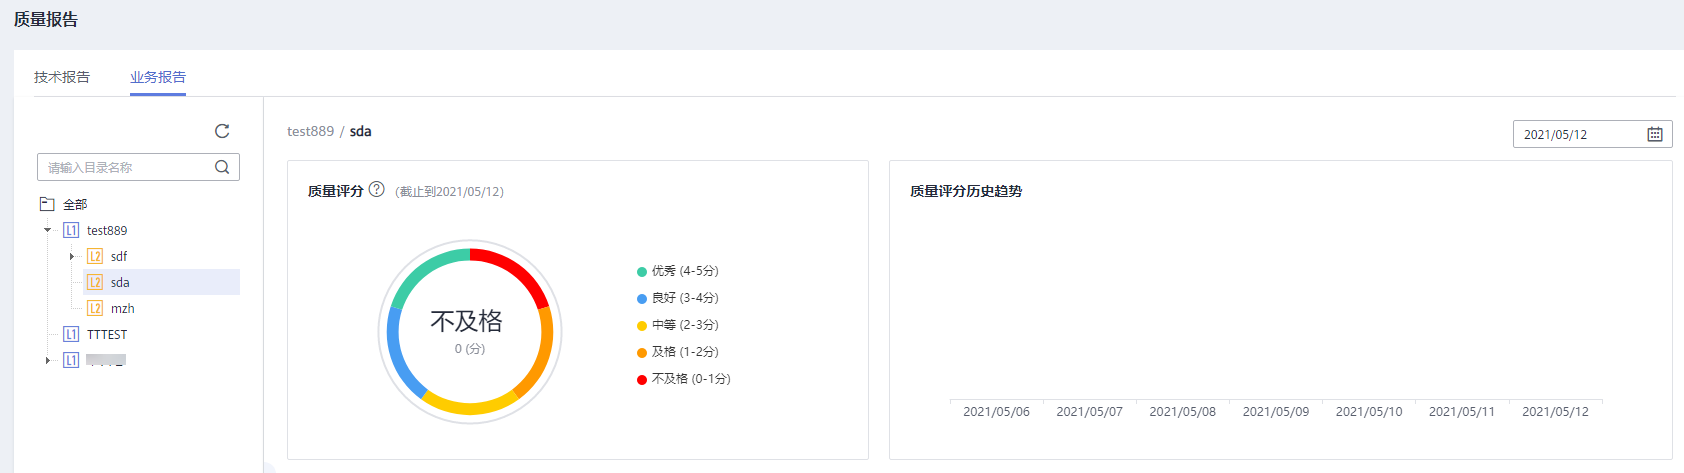 质量报告
技术报告 业务报告
请输入目录名称
全部
L1 test889
L2 sdf
L2 sda
L2 mzh
L1 TTTEST
L1
test889 / sda
2021/05/12
质量评分 ? (截止到2021/05/12)
不及格
0 (分)
优秀 (4-5分)
良好 (3-4分)
中等 (2-3分)
及格 (1-2分)
不及格 (0-1分)
质量评分历史趋势
2021/05/06 2021/05/07 2021/05/08 2021/05/09 2021/05/10 2021/05/11 2021/05/12